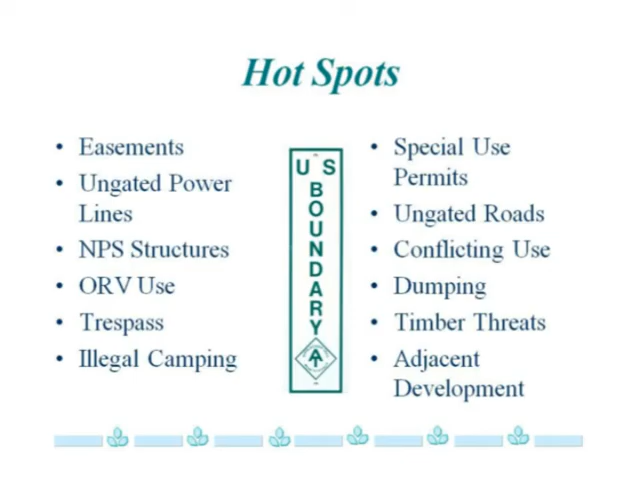 Hot Spots
• Easements
• Ungated Power
Lines
• NPS Structures
• ORV Use
• Trespass
• Illegal Camping
U S
B
O
U
N
D
A
R
Y
AT
• Special Use
Permits
• Ungated Roads
• Conflicting Use
• Dumping
• Timber Threats
• Adjacent
Development